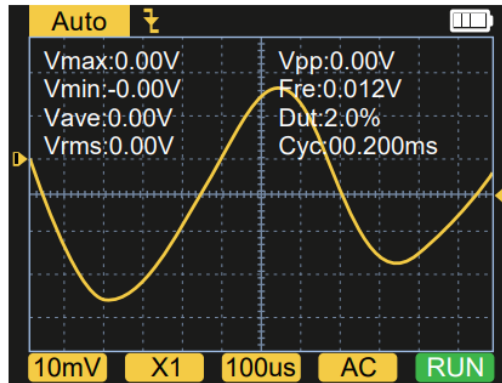 Auto
Vmax:0.00V Vpp:0.00V
Vmin:-0.00V Fre:0.012V
Vave:0.00V Dut:2.0%
Vrms:0.00V Cyc:00.200ms
10mV X1 100us AC RUN